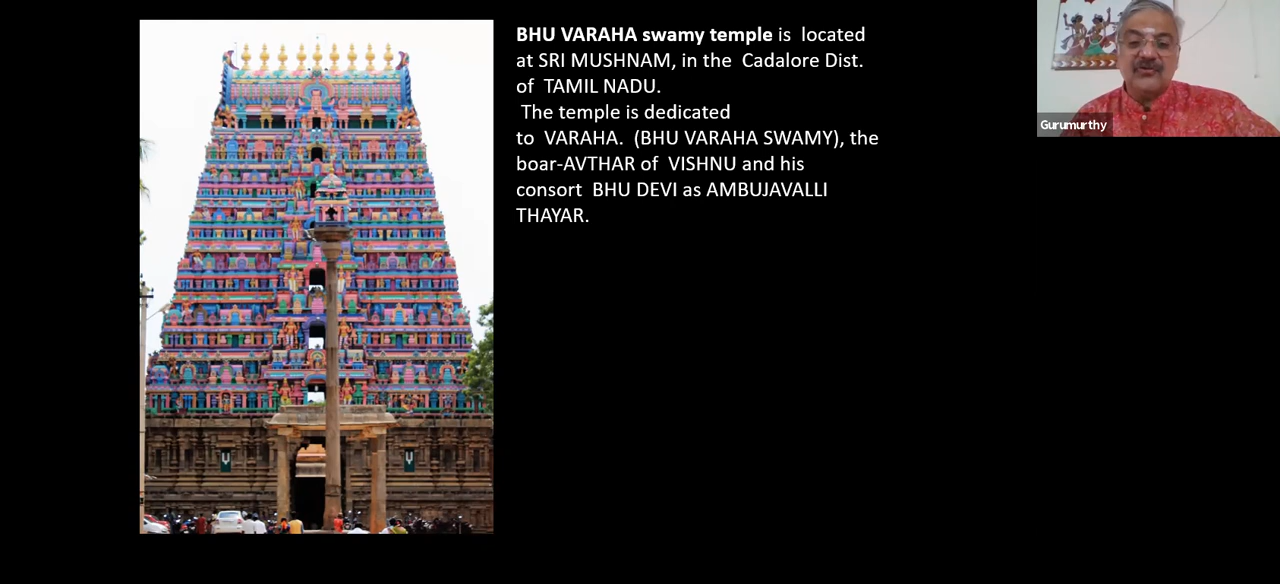 BHU VARAHA swamy temple is located
at SRI MUSHNAM, in the Cadalore Dist.
of TAMIL NADU.
The temple is dedicated
to VARAHA. (BHU VARAHA SWAMY), the
boar-AVTHAR of VISHNU and his
consort BHU DEVI as AMBUJAVALLI
THAYAR.
Gurumurthy